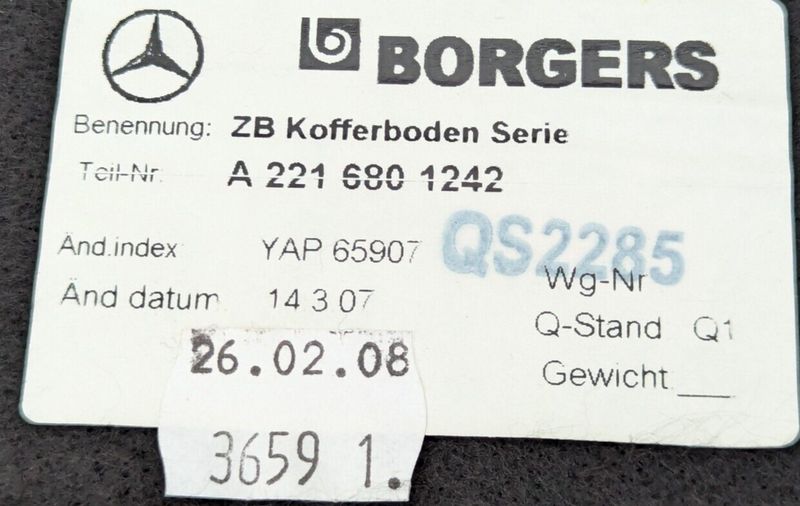 BORGERS
Benennung: ZB Kofferboden Serie
Teil-Nr. A 221 680 1242
Änd.index YAP 65907
QS2285
Wg-Nr
Änd datum 14 3 07
Q-Stand Q1
26.02.08
Gewicht ___
3659 1.